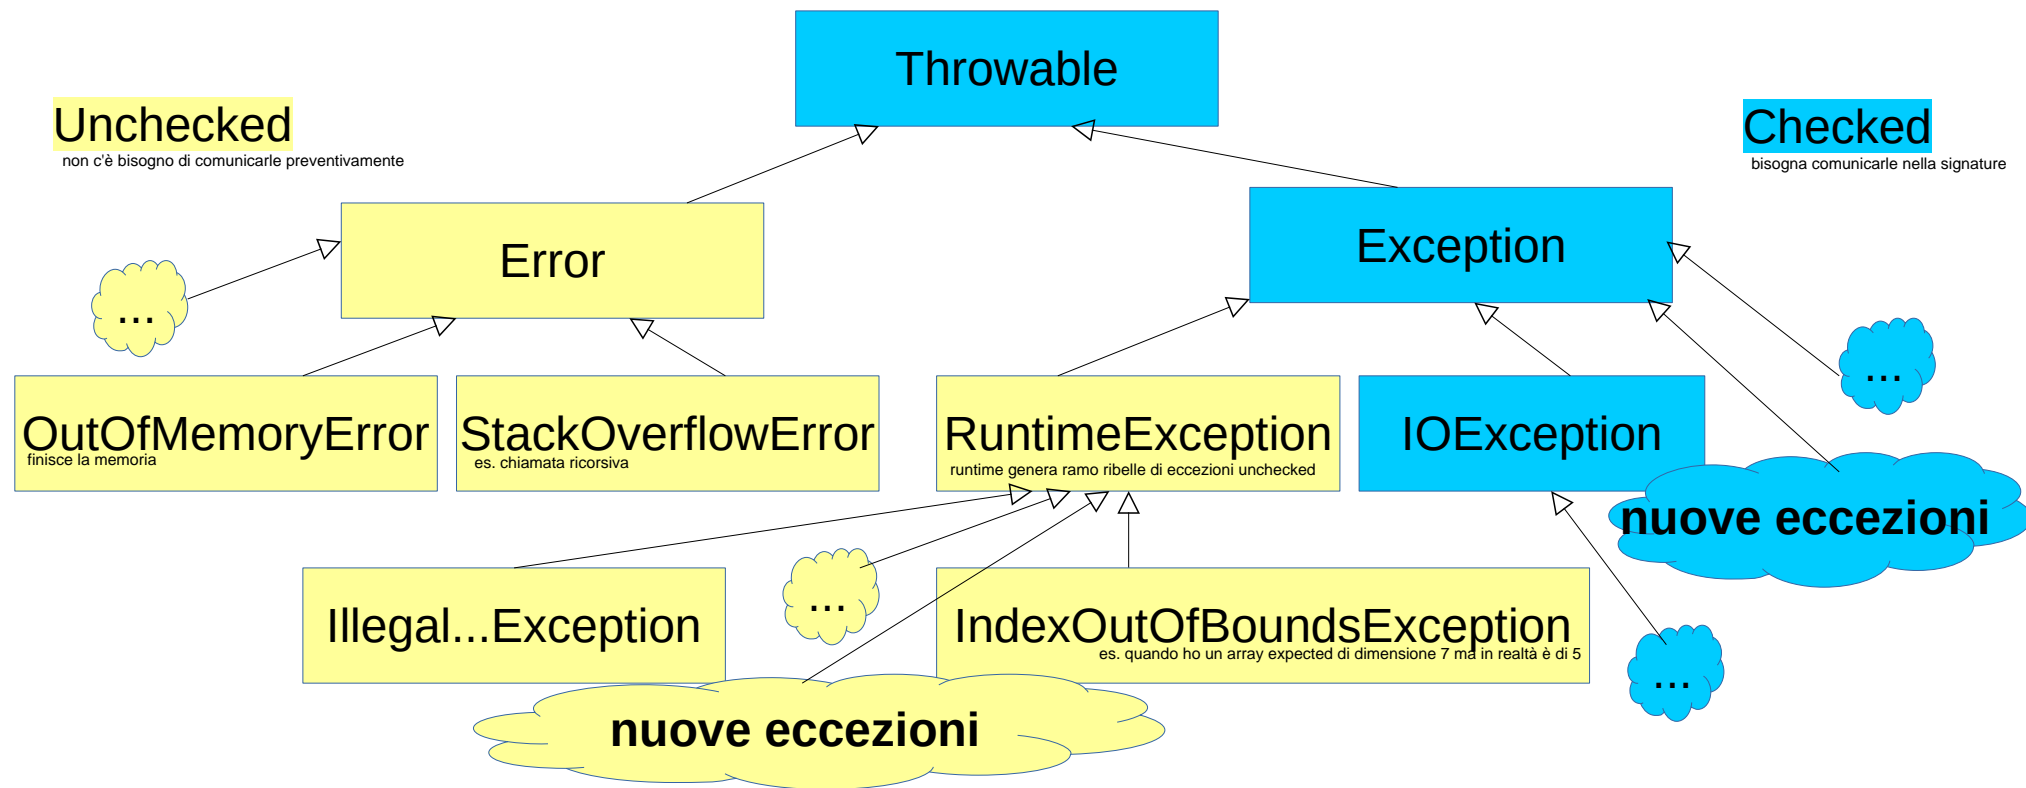 Throwable
Unchecked
non c'è bisogno di comunicarle preventivamente
Checked
bisogna comunicarle nella signature
Error
Exception
...
...
OutOfMemoryError
finisce la memoria
StackOverflowError
es. chiamata ricorsiva
RuntimeException
runtime genera ramo ribelle di eccezioni unchecked
IOException
nuove eccezioni
Illegal...Exception
...
IndexOutOfBoundsException
es. quando ho un array expected di dimensione 7 ma in realtà è di 5
...
nuove eccezioni